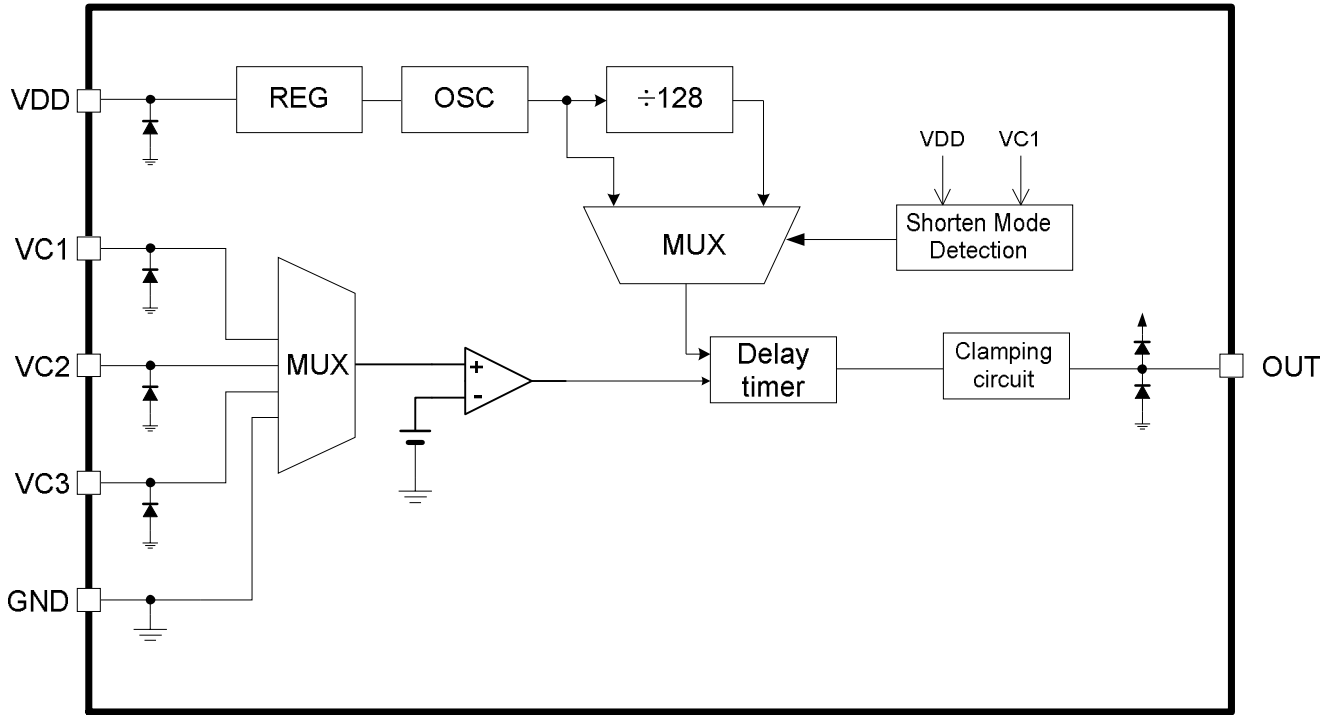 VDD
REG
OSC
÷128
VDD
VC1
Shorten Mode
Detection
VC1
MUX
VC2
MUX
+
-
Delay
timer
Clamping
circuit
OUT
VC3
GND